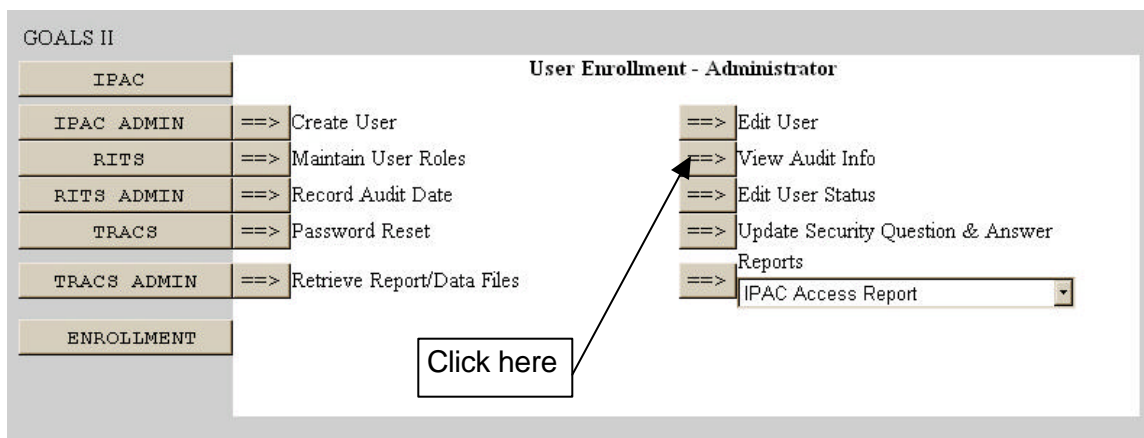 GOALS II
User Enrollment - Administrator
IPAC
IPAC ADMIN ==> Create User ==> Edit User
RITS ==> Maintain User Roles ==> View Audit Info
RITS ADMIN ==> Record Audit Date ==> Edit User Status
TRACS ==> Password Reset ==> Update Security Question & Answer
Reports
TRACS ADMIN ==> Retrieve Report/Data Files ==> IPAC Access Report
ENROLLMENT
Click here